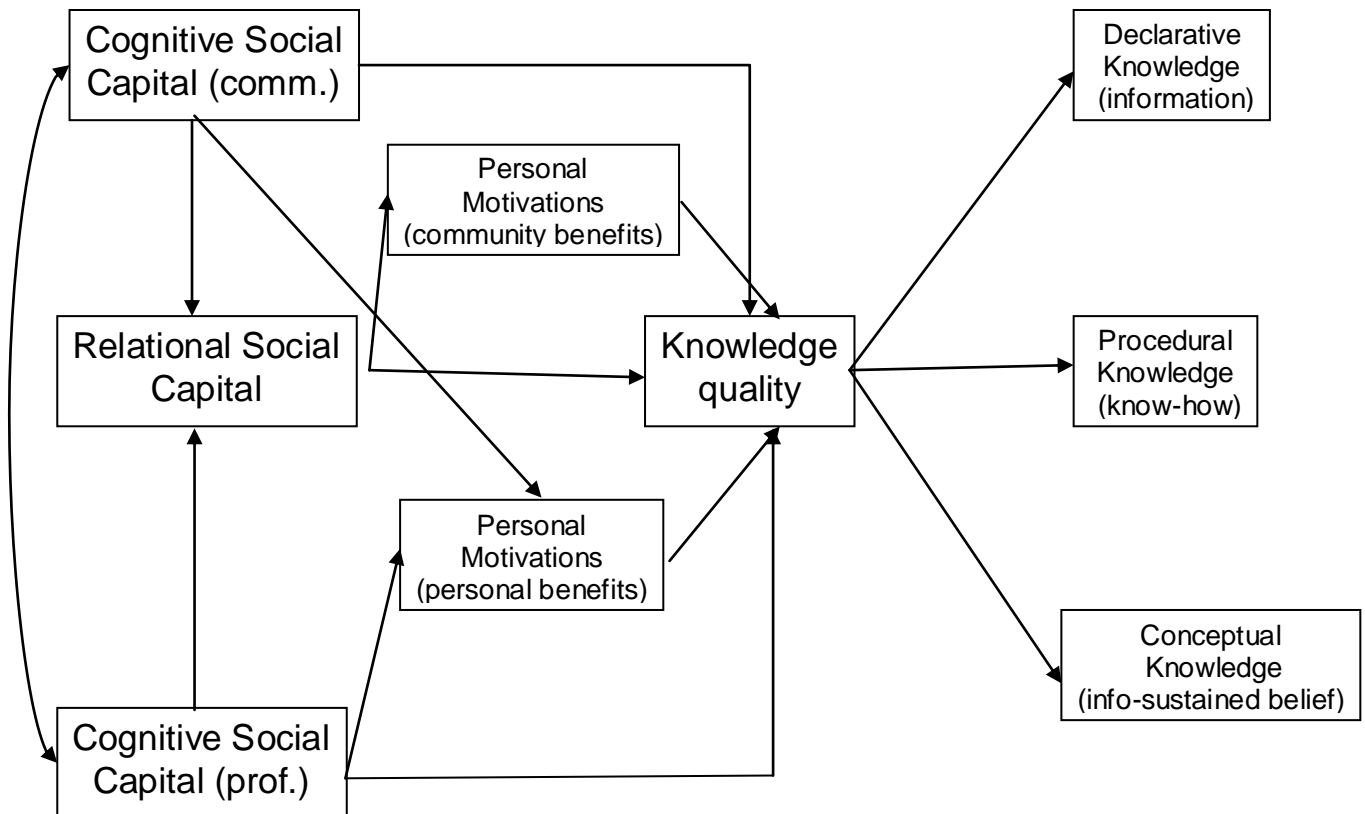 Cognitive Social
Capital (comm.)
Declarative
Knowledge
(information)
Personal
Motivations
(community benefits)
Relational Social
Capital
Knowledge
quality
Procedural
Knowledge
(know-how)
Personal
Motivations
(personal benefits)
Conceptual
Knowledge
(info-sustained belief)
Cognitive Social
Capital (prof.)